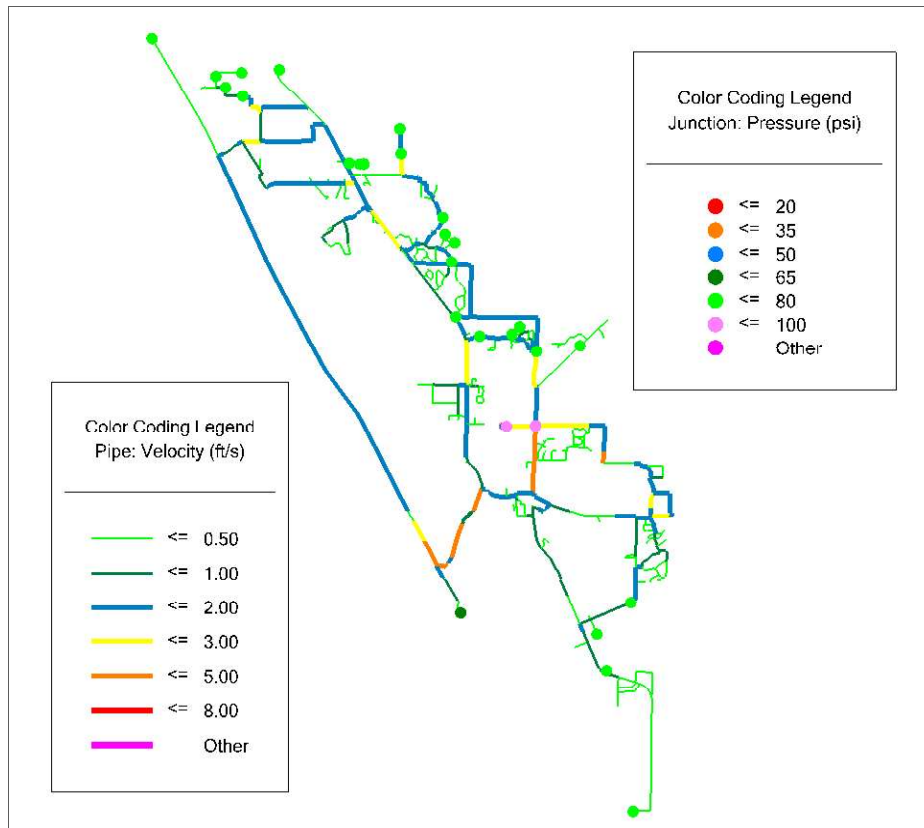 Color Coding Legend
Junction: Pressure (psi)
<= 20
<= 35
<= 50
<= 65
<= 80
<= 100
Other
Color Coding Legend
Pipe: Velocity (ft/s)
<= 0.50
<= 1.00
<= 2.00
<= 3.00
<= 5.00
<= 8.00
Other